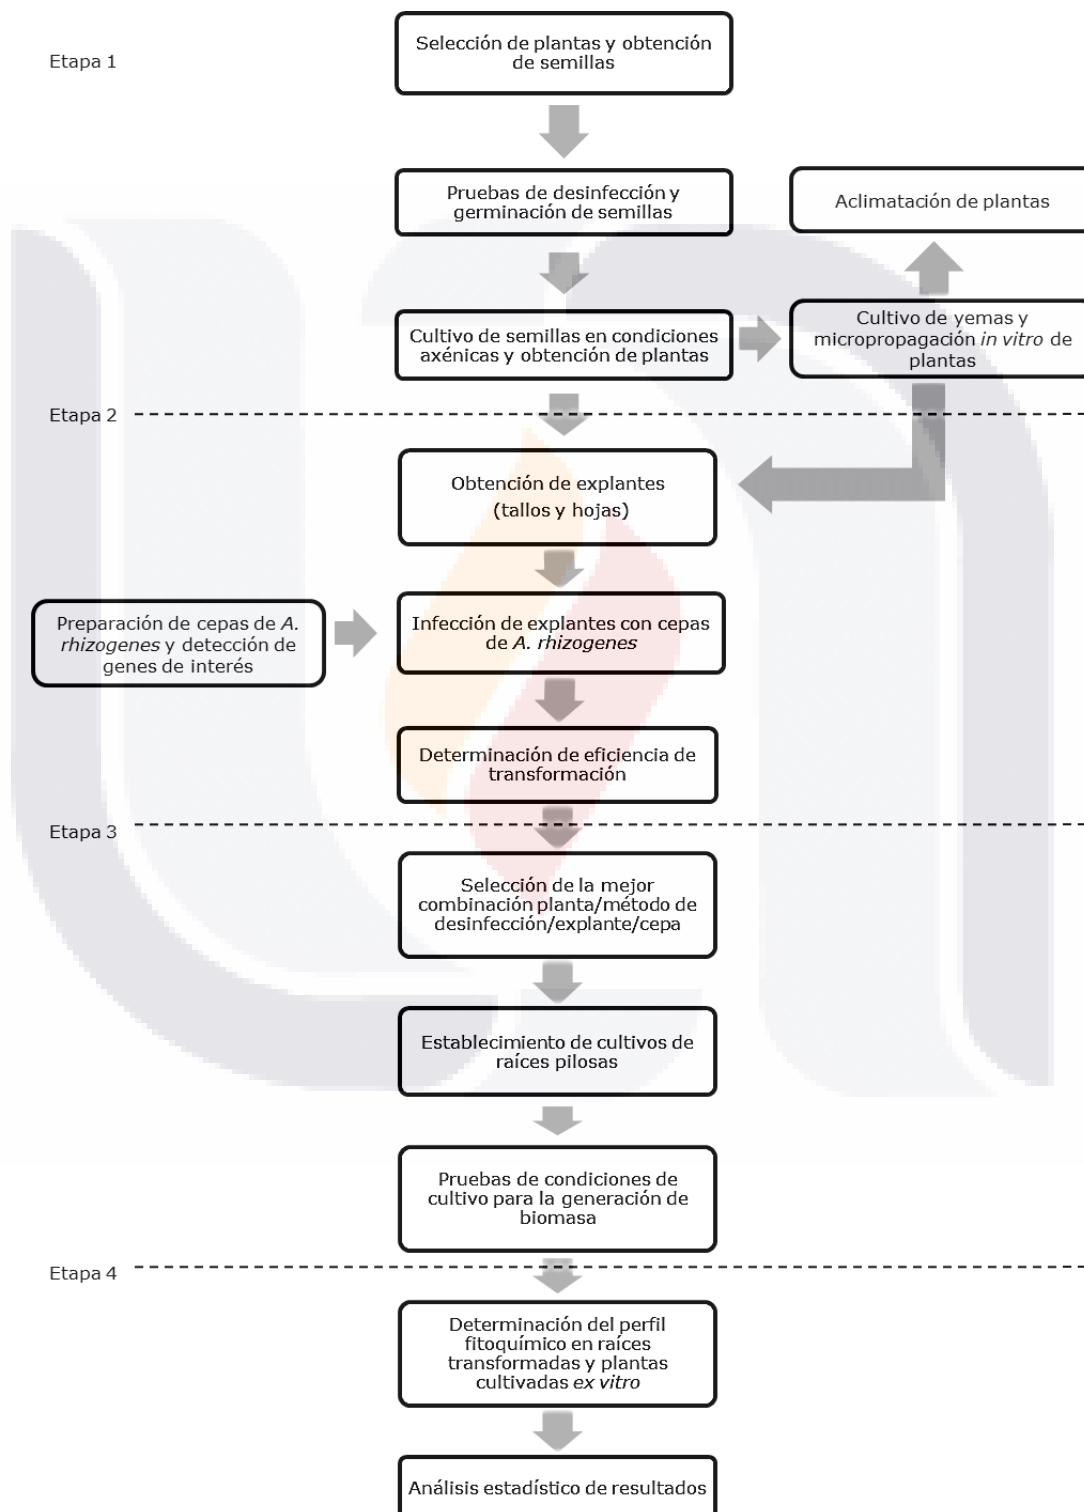 Etapa 1
Selección de plantas y obtención
de semillas
Pruebas de desinfección y
germinación de semillas
Aclimatación de plantas
Cultivo de semillas en condiciones
axénicas y obtención de plantas
Cultivo de yemas y
micropropagación in vitro de
plantas
Etapa 2
Obtención de explantes
(tallos y hojas)
Preparación de cepas de A.
rhizogenes y detección de
genes de interés
Infección de explantes con cepas
de A. rhizogenes
Determinación de eficiencia de
transformación
Etapa 3
Selección de la mejor
combinación planta/método de
desinfección/explante/cepa
Establecimiento de cultivos de
raíces pilosas
Pruebas de condiciones de
cultivo para la generación de
biomasa
Etapa 4
Determinación del perfil
fitoquímico en raíces
transformadas y plantas
cultivadas ex vitro
Análisis estadístico de resultados